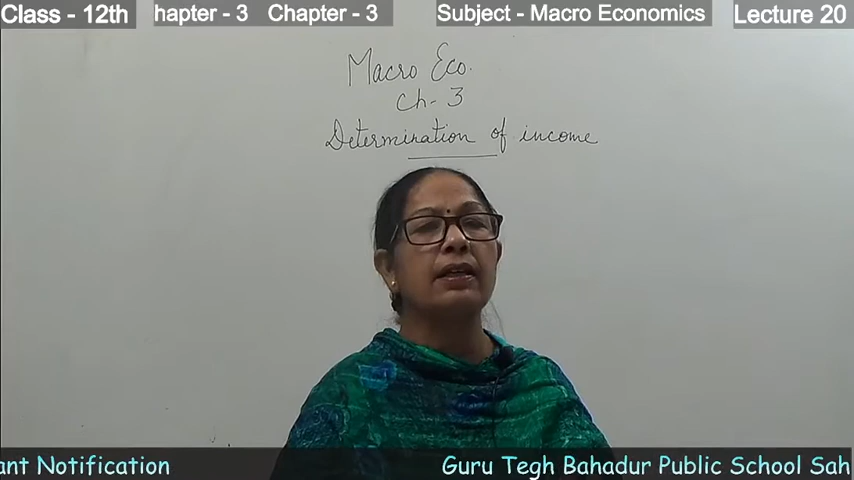 Class - 12th hapter - 3 Chapter - 3 Subject - Macro Economics Lecture 20
Macro Eco.
Ch- 3
Determination of income
ant Notification Guru Tegh Bahadur Public School Sah